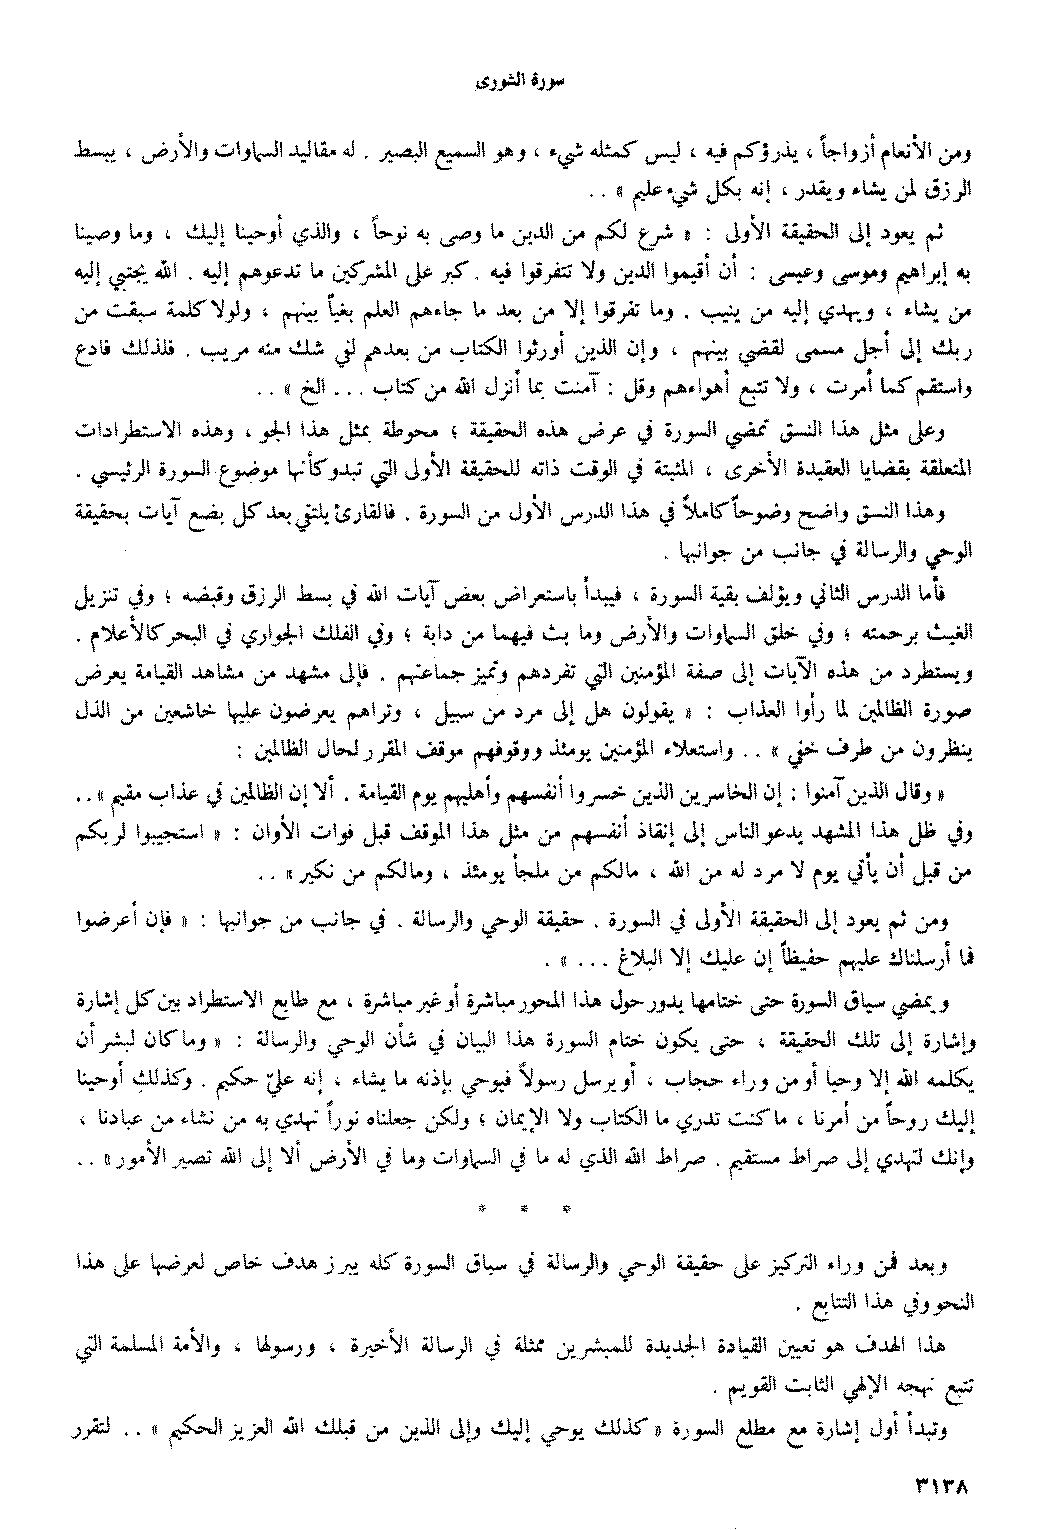 سورة الشورى
ومن الأنعام أزواجاً ، يذرؤكم فيه ، ليس كمثله شيء ، وهو السميع البصير . له مقاليد السماوات والأرض ، يبسط
الرزق لمن يشاء ويقدر ، إنه بكل شيء عليم » . .
ثم يعود إلى الحقيقة الأولى : « شرع لكم من الدين ما وصى به نوحاً ، والذي أوحينا إليك ، وما وصينا
به إبراهيم وموسى وعيسى : أن أقيموا الدين ولا تتفرقوا فيه . كبر على المشركين ما تدعوهم إليه . الله يجتبي إليه
من يشاء ، ويهدي إليه من ينيب . وما تفرقوا إلا من بعد ما جاءهم العلم بغياً بينهم ، ولولا كلمة سبقت من
ربك إلى أجل مسمى لقضي بينهم ، وإن الذين أورثوا الكتاب من بعدهم لفي شك منه مريب . فلذلك فادع
واستقم كما أمرت ، ولا تتبع أهواءهم وقل : آمنت بما أنزل الله من كتاب . . . الخ » . .
وعلى مثل هذا النسق تمضي السورة في عرض هذه الحقيقة ؛ محوطة بمثل هذا الجو ، وهذه الاستطرادات
المتعلقة بقضايا العقيدة الأخرى ، المثبتة في الوقت ذاته للحقيقة الأولى التي تبدو كأنها موضوع السورة الرئيسي .
وهذا النسق واضح وضوحاً كاملاً في هذا الدرس الأول من السورة . فالقارئ يلتقي بعد كل بضع آيات بحقيقة
الوحي والرسالة في جانب من جوانبها .
فأما الدرس الثاني ويؤلف بقية السورة ، فيبدأ باستعراض بعض آيات الله في بسط الرزق وقبضه ؛ وفي تنزيل
الغيث برحمته ؛ وفي خلق السماوات والأرض وما بث فيهما من دابة ؛ وفي الفلك الجواري في البحر كالأعلام .
ويستطرد من هذه الآيات إلى صفة المؤمنين التي تفردهم وتميز جماعتهم . فإلى مشهد من مشاهد القيامة يعرض
صورة الظالمين لما رأوا العذاب : « يقولون هل إلى مرد من سبيل ، وتراهم يعرضون عليها خاشعين من الذل
ينظرون من طرف خفي » . . واستعلاء المؤمنين يومئذ ووقوفهم موقف المقرر لحال الظالمين :
« وقال الذين آمنوا : إن الخاسرين الذين خسروا أنفسهم وأهليهم يوم القيامة . ألا إن الظالمين في عذاب مقيم » . .
وفي ظل هذا المشهد يدعو الناس إلى إنقاذ أنفسهم من مثل هذا الموقف قبل فوات الأوان : « استجيبوا لربكم
من قبل أن يأتي يوم لا مرد له من الله ، مالكم من ملجأ يومئذ ، ومالكم من نكير » . .
ومن ثم يعود إلى الحقيقة الأولى في السورة . حقيقة الوحي والرسالة . في جانب من جوانبها : « فإن أعرضوا
فما أرسلناك عليهم حفيظاً إن عليك إلا البلاغ . . . » .
ويمضي سياق السورة حتى ختامها يدور حول هذا المحور مباشرة أو غير مباشرة ، مع طابع الاستطراد بين كل إشارة
وإشارة إلى تلك الحقيقة ، حتى يكون ختام السورة هذا البيان في شأن الوحي والرسالة : « وما كان لبشر أن
يكلمه الله إلا وحيا أو من وراء حجاب ، أو يرسل رسولاً فيوحي بإذنه ما يشاء ، إنه عليّ حكيم . وكذلك أوحينا
إليك روحاً من أمرنا ، ما كنت تدري ما الكتاب ولا الإيمان ؛ ولكن جعلناه نوراً نهدي به من نشاء من عبادنا ،
وإنك لتهدي إلى صراط مستقيم . صراط الله الذي له ما في السماوات وما في الأرض ألا إلى الله تصير الأمور » . .
* * *
وبعد فمن وراء التركيز على حقيقة الوحي والرسالة في سياق السورة كله يبرز هدف خاص لعرضها على هذا
النحو وفي هذا التتابع .
هذا الهدف هو تعيين القيادة الجديدة للمبشرين ممثلة في الرسالة الأخيرة ، ورسولها ، والأمة المسلمة التي
تتبع نهجه الإلهي الثابت القويم .
وتبدأ أول إشارة مع مطلع السورة « كذلك يوحي إليك وإلى الذين من قبلك الله العزيز الحكيم » . . لتقرر
٣١٣٨